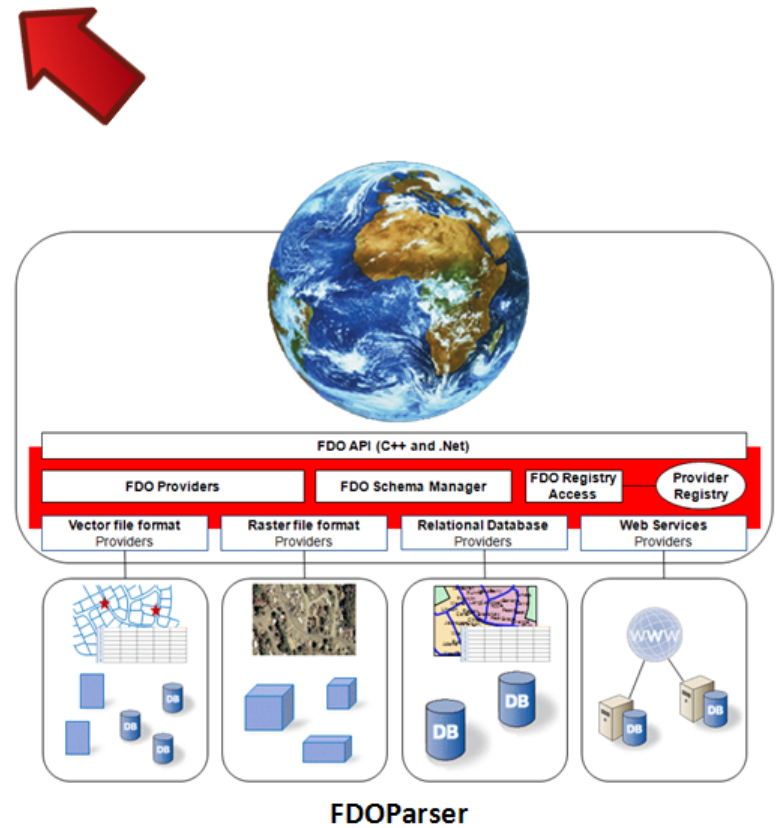 FDO API (C++ and .Net)
FDO Providers
FDO Schema Manager
FDO Registry
Access
Provider
Registry
Vector file format
Providers
Raster file format
Providers
Relational Database
Providers
Web Services
Providers
WWW
DB
DB
DB
DB
DB
DB
DB
FDOParser